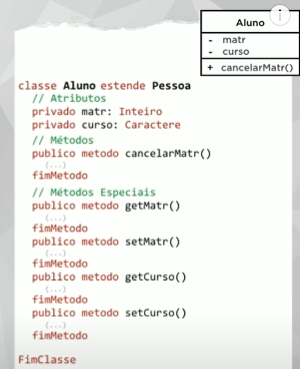 Aluno
- matr
- curso
+ cancelarMatr()
classe Aluno estende Pessoa
// Atributos
privado matr: Inteiro
privado curso: Caractere
// Métodos
publico metodo cancelarMatr()
(...)
fimMetodo
// Métodos Especiais
publico metodo getMatr()
(...)
fimMetodo
publico metodo setMatr()
(...)
fimMetodo
publico metodo getCurso()
(...)
fimMetodo
publico metodo setCurso()
(...)
fimMetodo
FimClasse